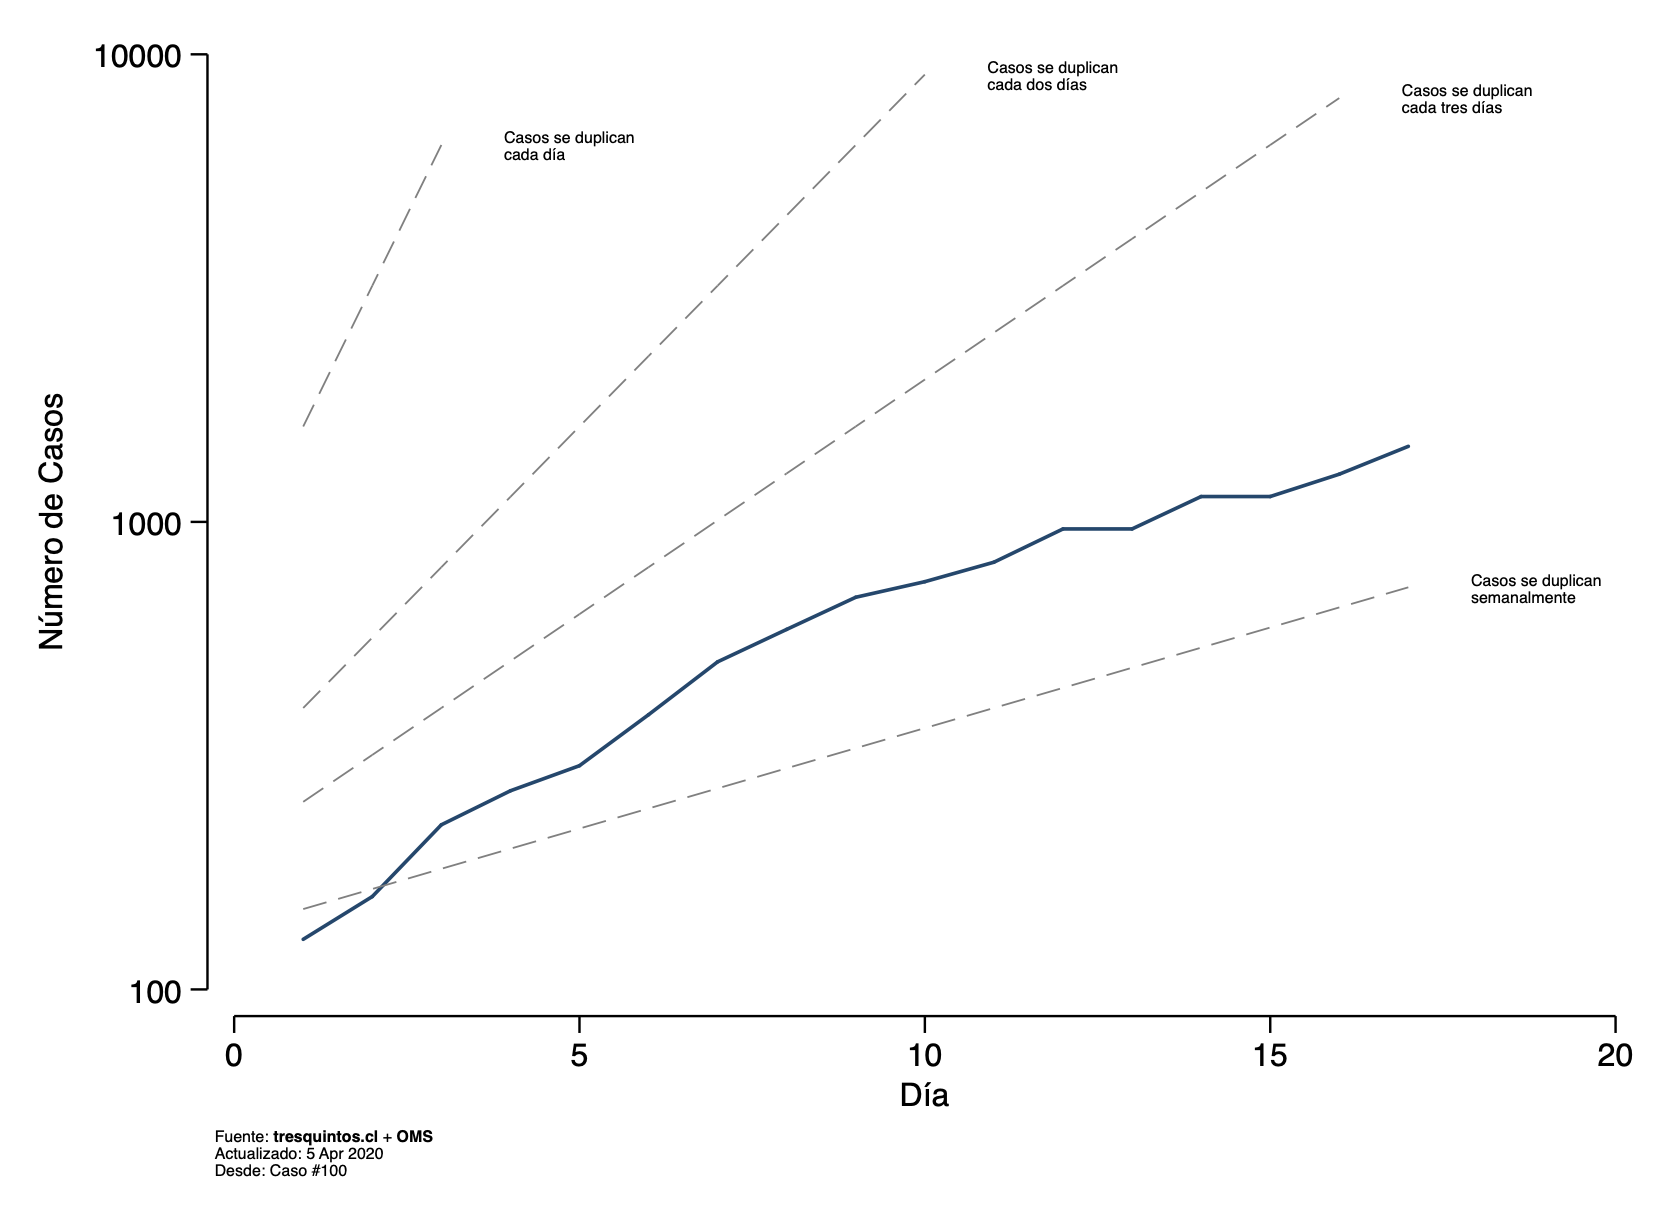 10000
1000
100
Número de Casos
Casos se duplican
cada día
Casos se duplican
cada dos días
Casos se duplican
cada tres días
Casos se duplican
semanalmente
0 5 10 15 20
Día
Fuente: tresquintos.cl + OMS
Actualizado: 5 Apr 2020
Desde: Caso #100